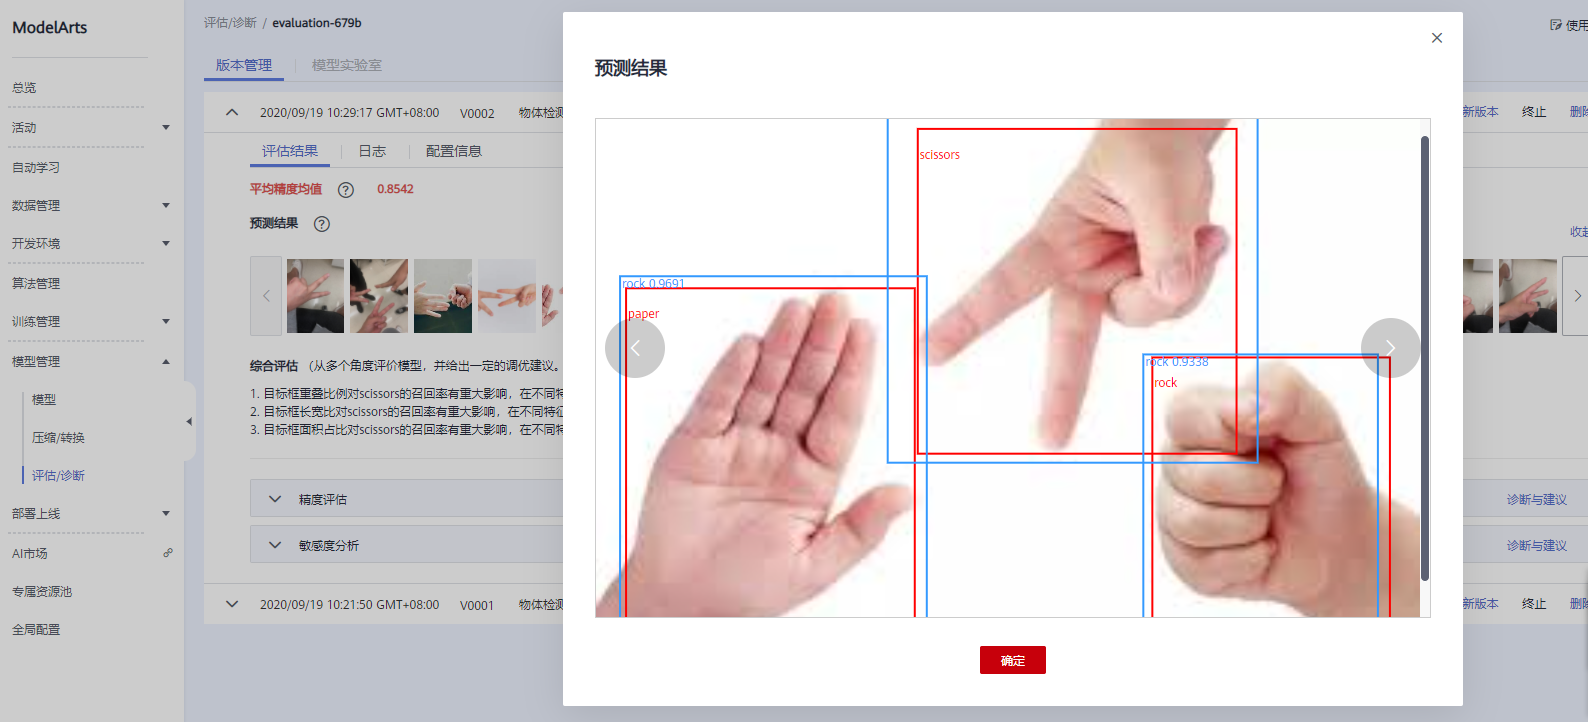 ModelArts
总览
活动
自动学习
数据管理
开发环境
算法管理
训练管理
模型管理
模型
压缩/转换
评估/诊断
部署上线
AI市场
专属资源池
全局配置
评估/诊断 / evaluation-679b
使用
版本管理
模型实验室
2020/09/19 10:29:17 GMT+08:00 V0002 物体检测
新版本 终止 删除
评估结果
日志
配置信息
平均精度均值 ? 0.8542
预测结果 ?
收起
综合评估 (从多个角度评价模型，并给出一定的调优建议。
1. 目标框重叠比例对scissors的召回率有重大影响，在不同特
2. 目标框长宽比对scissors的召回率有重大影响，在不同特征
3. 目标框面积占比对scissors的召回率有重大影响，在不同特
精度评估
诊断与建议
敏感度分析
诊断与建议
2020/09/19 10:21:50 GMT+08:00 V0001 物体检测
新版本 终止 删除
预测结果
scissors
rock 0.9691
paper
rock 0.9338
rock
确定